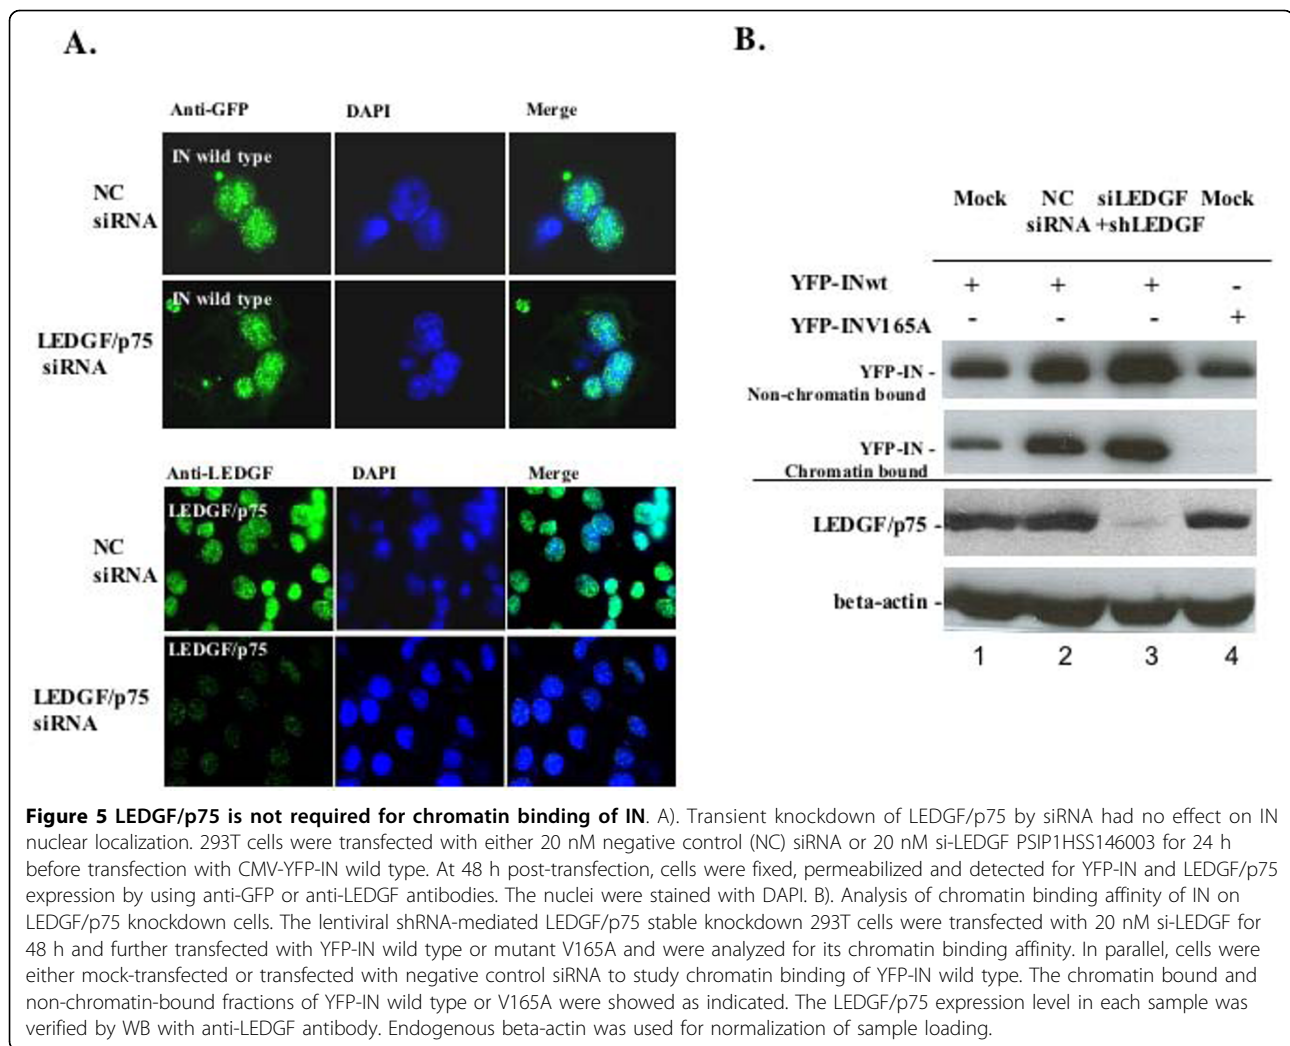 A.
Anti-GFP DAPI Merge
IN wild type
NC
siRNA
IN wild type
LEDGF/p75
siRNA
Anti-LEDGF DAPI Merge
LEDGF/p75
NC
siRNA
LEDGF/p75
LEDGF/p75
siRNA
B.
Mock NC siLEDGF Mock
siRNA +shLEDGF
YFP-INwt + + + -
YFP-INV165A - - - +
YFP-IN -
Non-chromatin bound
YFP-IN -
Chromatin bound
LEDGF/p75 -
beta-actin -
1 2 3 4
Figure 5 LEDGF/p75 is not required for chromatin binding of IN. A). Transient knockdown of LEDGF/p75 by siRNA had no effect on IN
nuclear localization. 293T cells were transfected with either 20 nM negative control (NC) siRNA or 20 nM si-LEDGF PSIP1HSS146003 for 24 h
before transfection with CMV-YFP-IN wild type. At 48 h post-transfection, cells were fixed, permeabilized and detected for YFP-IN and LEDGF/p75
expression by using anti-GFP or anti-LEDGF antibodies. The nuclei were stained with DAPI. B). Analysis of chromatin binding affinity of IN on
LEDGF/p75 knockdown cells. The lentiviral shRNA-mediated LEDGF/p75 stable knockdown 293T cells were transfected with 20 nM si-LEDGF for
48 h and further transfected with YFP-IN wild type or mutant V165A and were analyzed for its chromatin binding affinity. In parallel, cells were
either mock-transfected or transfected with negative control siRNA to study chromatin binding of YFP-IN wild type. The chromatin bound and
non-chromatin-bound fractions of YFP-IN wild type or V165A were showed as indicated. The LEDGF/p75 expression level in each sample was
verified by WB with anti-LEDGF antibody. Endogenous beta-actin was used for normalization of sample loading.